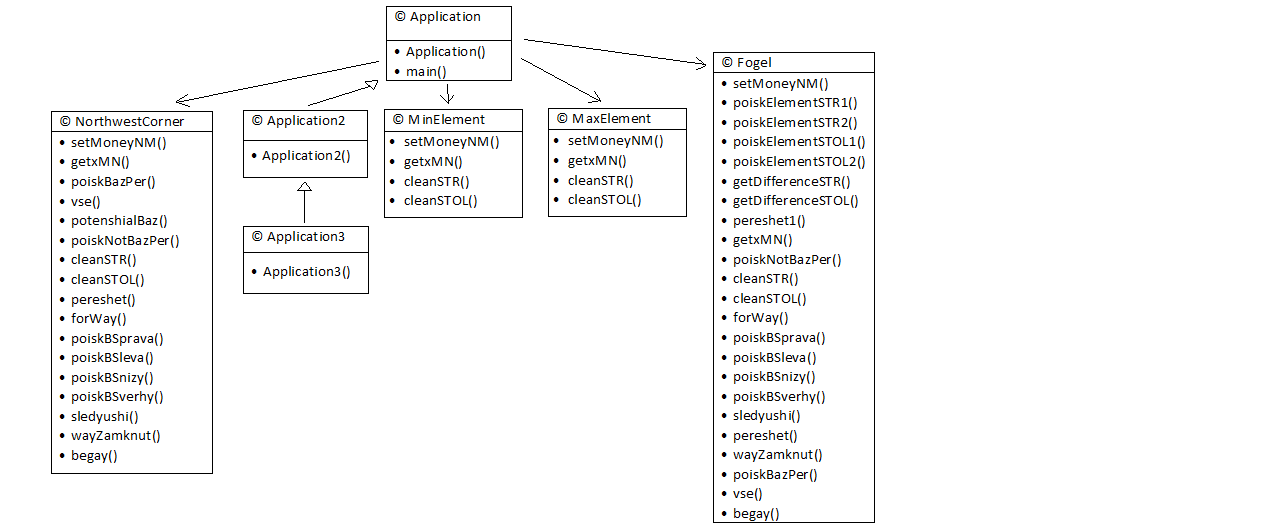 © Application
• Application()
• main()
© NorthwestCorner
• setMoneyNM()
• getxMN()
• poiskBazPer()
• vse()
• potenshialBaz()
• poiskNotBazPer()
• cleanSTR()
• cleanSTOL()
• pereshet()
• forWay()
• poiskBSprava()
• poiskBSleva()
• poiskBSnizy()
• poiskBSverhy()
• sledyushi()
• wayZamknut()
• begay()
© Application2
• Application2()
© Application3
• Application3()
© MinElement
• setMoneyNM()
• getxMN()
• cleanSTR()
• cleanSTOL()
© MaxElement
• setMoneyNM()
• getxMN()
• cleanSTR()
• cleanSTOL()
© Fogel
• setMoneyNM()
• poiskElementSTR1()
• poiskElementSTR2()
• poiskElementSTOL1()
• poiskElementSTOL2()
• getDifferenceSTR()
• getDifferenceSTOL()
• pereshet1()
• getxMN()
• poiskNotBazPer()
• cleanSTR()
• cleanSTOL()
• forWay()
• poiskBSprava()
• poiskBSleva()
• poiskBSnizy()
• poiskBSverhy()
• sledyushi()
• pereshet()
• wayZamknut()
• poiskBazPer()
• vse()
• begay()